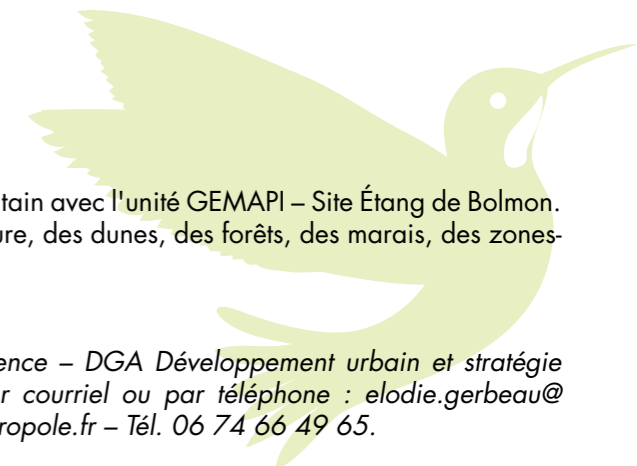 tain avec l'unité GEMAPI – Site Étang de Bolmon.
ure, des dunes, des forêts, des marais, des zones-
ence – DGA Développement urbain et stratégie
r courriel ou par téléphone : elodie.gerbeau@
ropole.fr – Tél. 06 74 66 49 65.